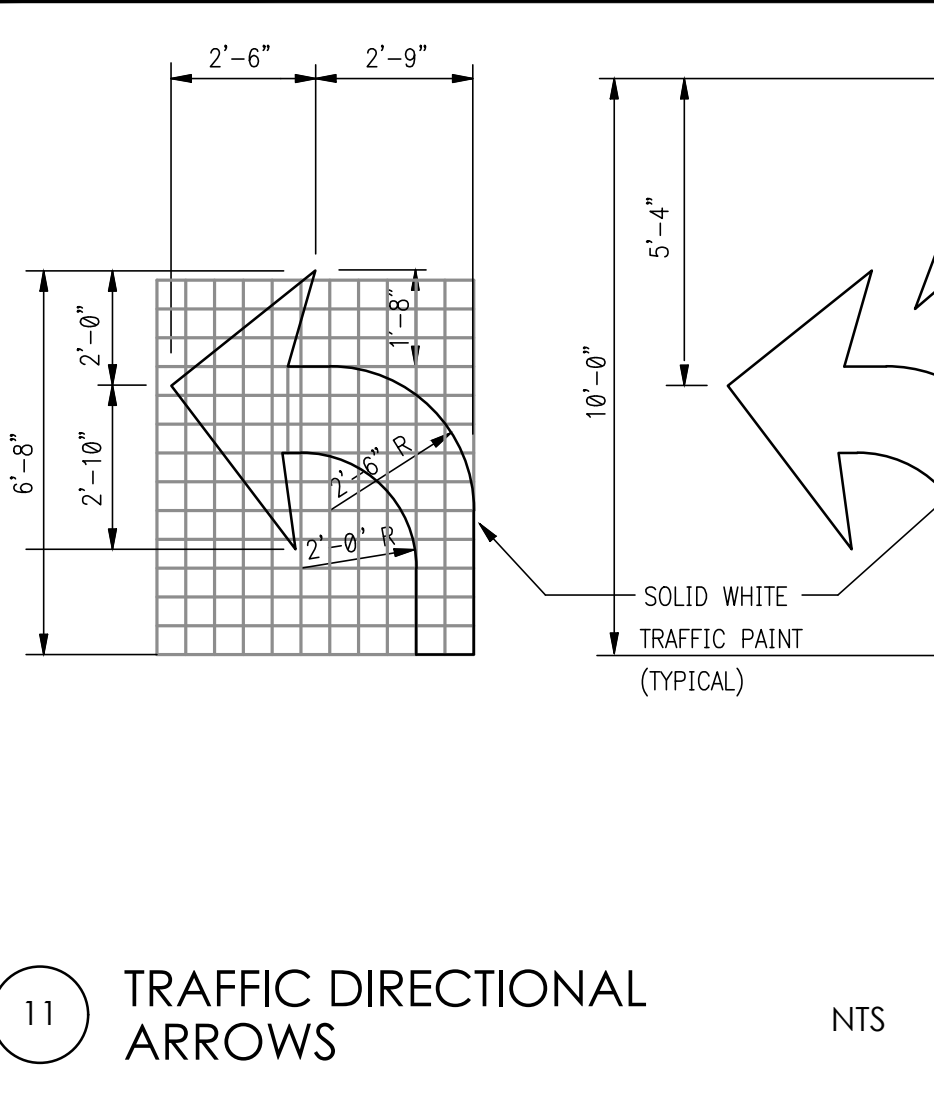 2'-6"
2'-9"
5'-4"
1'-8"
2'-0"
10'-0"
6'-8"
2'-10"
2'-6" R
2'-0' R
SOLID WHITE
TRAFFIC PAINT
(TYPICAL)
11
TRAFFIC DIRECTIONAL
ARROWS
NTS